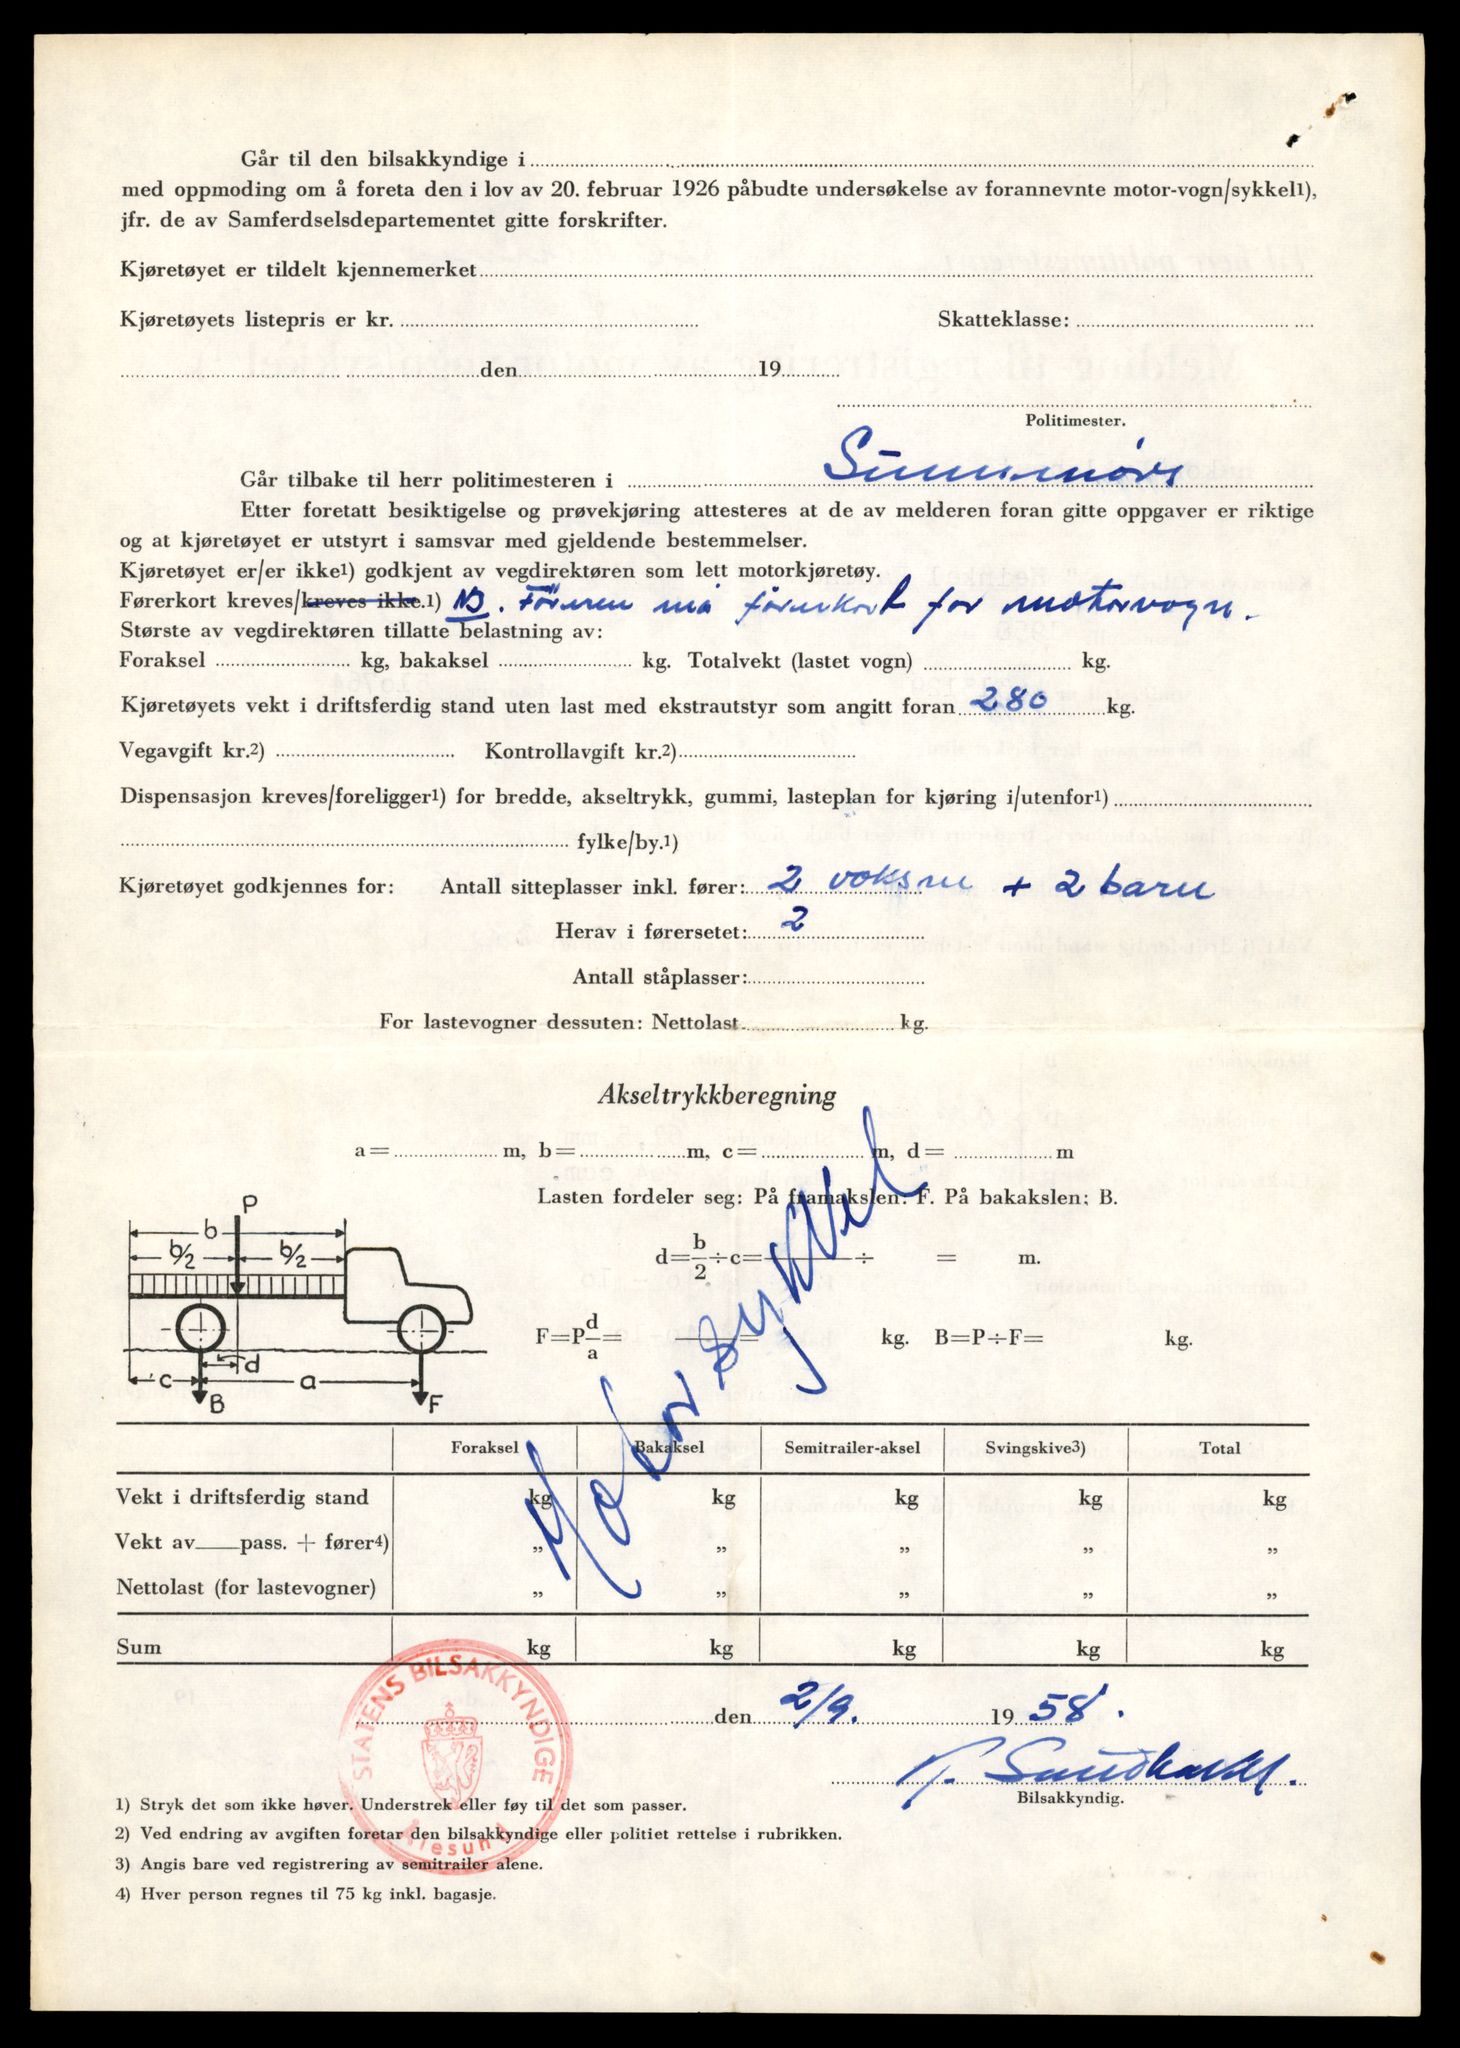 Går til den bilsakkyndige i
med oppmoding om å foreta den i lov av 20. februar 1926 påbudte undersøkelse av forannevnte motor-vogn/sykkel1),
jfr. de av Samferdselsdepartementet gitte forskrifter.
Kjøretøyet er tildelt kjennemerket
Kjøretøyets listepris er kr. Skatteklasse:
den 19
Politimester.
Går tilbake til herr politimesteren i Sunnmøre
Etter foretatt besiktigelse og prøvekjøring attesteres at de av melderen foran gitte oppgaver er riktige
og at kjøretøyet er utstyrt i samsvar med gjeldende bestemmelser.
Kjøretøyet er/er ikke1) godkjent av vegdirektøren som lett motorkjøretøy.
Førerkort kreves/kreves ikke.1) NB. Føreren må førerkort for motorvogn.
Største av vegdirektøren tillatte belastning av:
Foraksel kg, bakaksel kg. Totalvekt (lastet vogn) kg.
Kjøretøyets vekt i driftsferdig stand uten last med ekstrautstyr som angitt foran 280 kg.
Vegavgift kr.2) Kontrollavgift kr.2)
Dispensasjon kreves/foreligger1) for bredde, akseltrykk, gummi, lasteplan for kjøring i/utenfor1)
fylke/by.1)
Kjøretøyet godkjennes for: Antall sitteplasser inkl. fører: 2 voksne + 2 barn
Herav i førersetet: 2
Antall ståplasser:
For lastevogner dessuten: Nettolast kg.
Akseltrykkberegning
a= m, b= m, c= m, d= m
Lasten fordeler seg: På framakslen: F. På bakakslen: B.
P
b
b/2 b/2
d=b/2÷c= ÷ = m.
F=Pd/a= = kg. B=P÷F= kg.
d
c a
B F
Motorsykkel
Foraksel Bakaksel Semitrailer-aksel Svingskive3) Total
Vekt i driftsferdig stand kg kg kg kg kg
Vekt av pass. + fører4) „ „ „ „ „
Nettolast (for lastevogner) „ „ „ „ „
Sum kg kg kg kg kg
STATENS BILSAKKYNDIGE
Ålesund
den 2/9. 19 58.
Bilsakkyndig.
1) Stryk det som ikke høver. Understrek eller føy til det som passer.
2) Ved endring av avgiften foretar den bilsakkyndige eller politiet rettelse i rubrikken.
3) Angis bare ved registrering av semitrailer alene.
4) Hver person regnes til 75 kg inkl. bagasje.